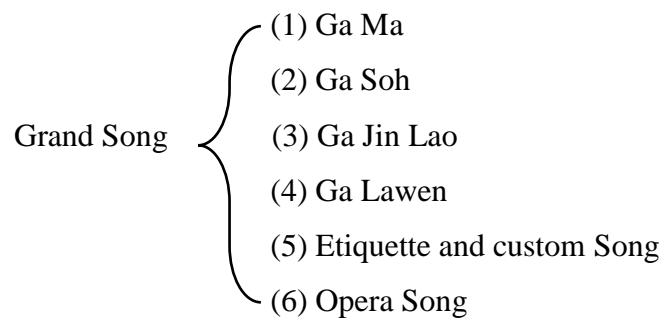 (1) Ga Ma
(2) Ga Soh
Grand Song
(3) Ga Jin Lao
(4) Ga Lawen
(5) Etiquette and custom Song
(6) Opera Song